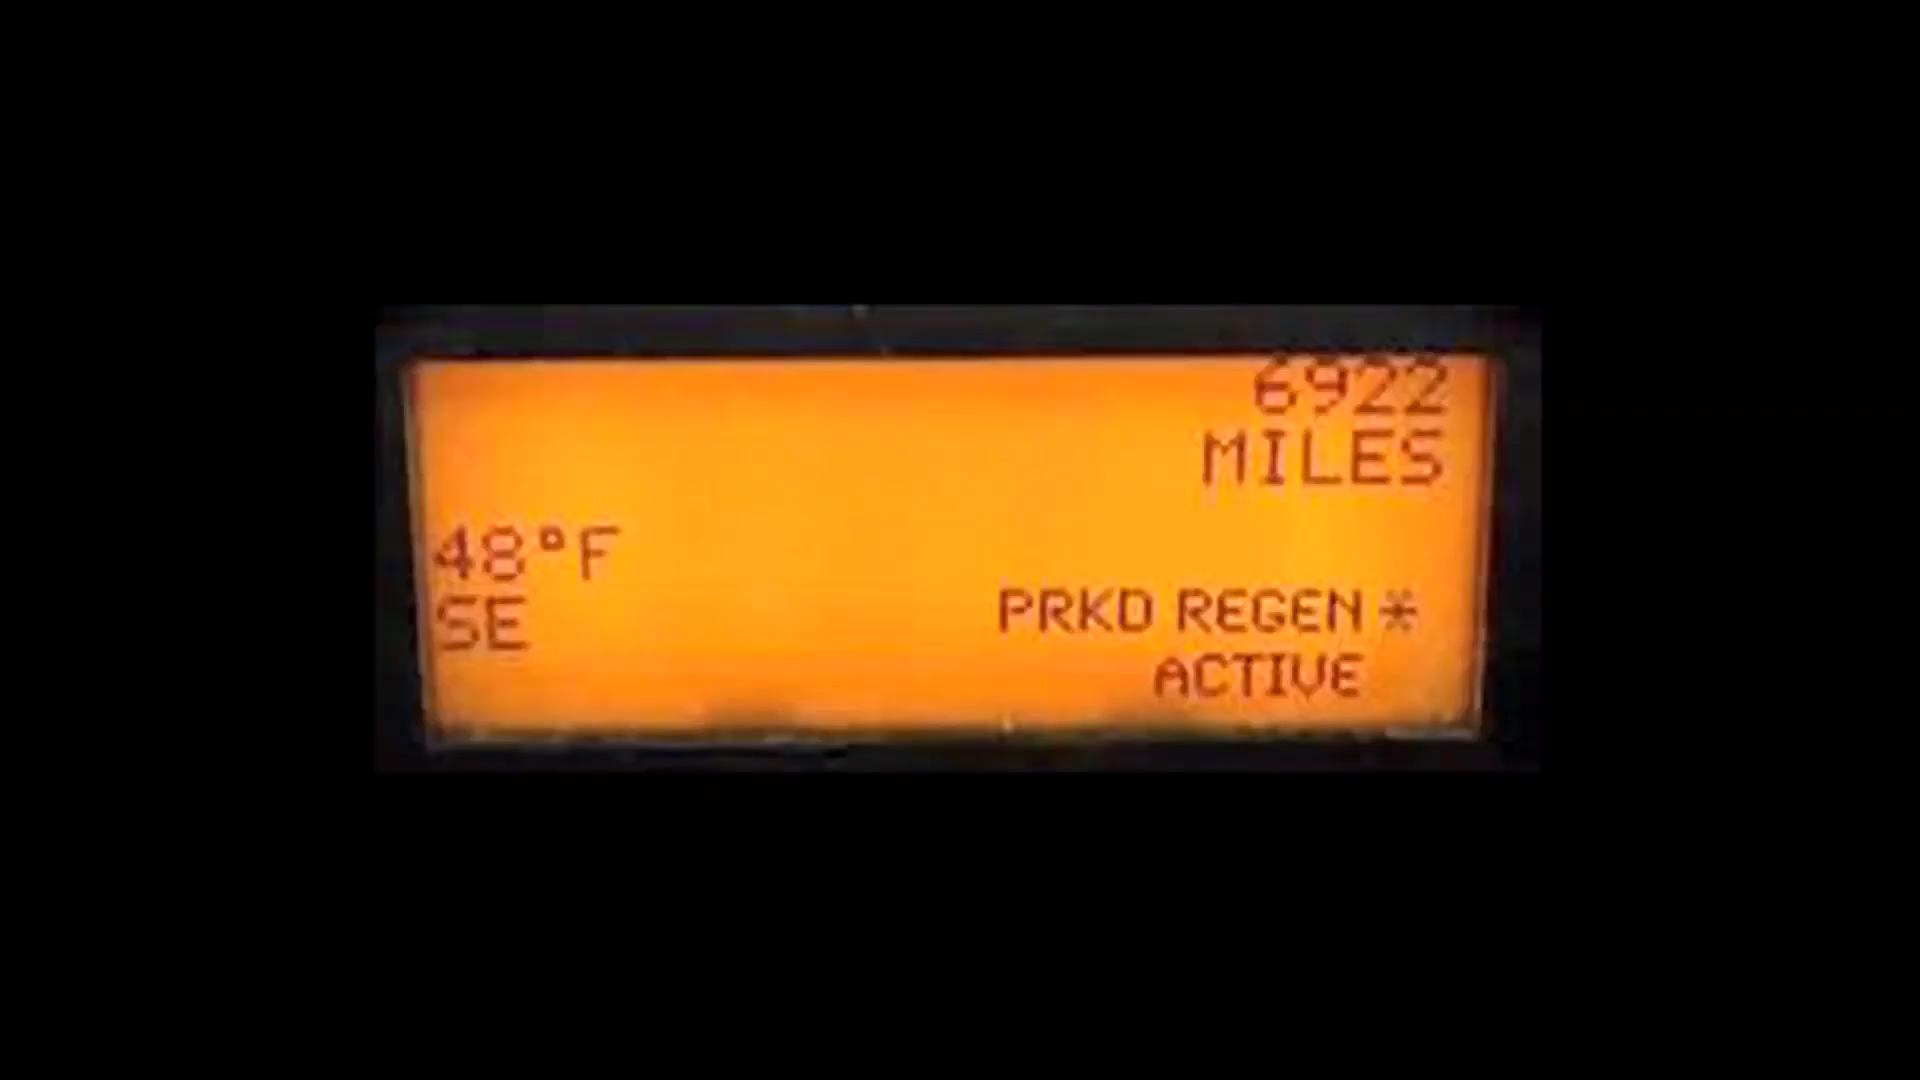 6922
MILES
48°F
SE
PRKD REGEN *
ACTIVE